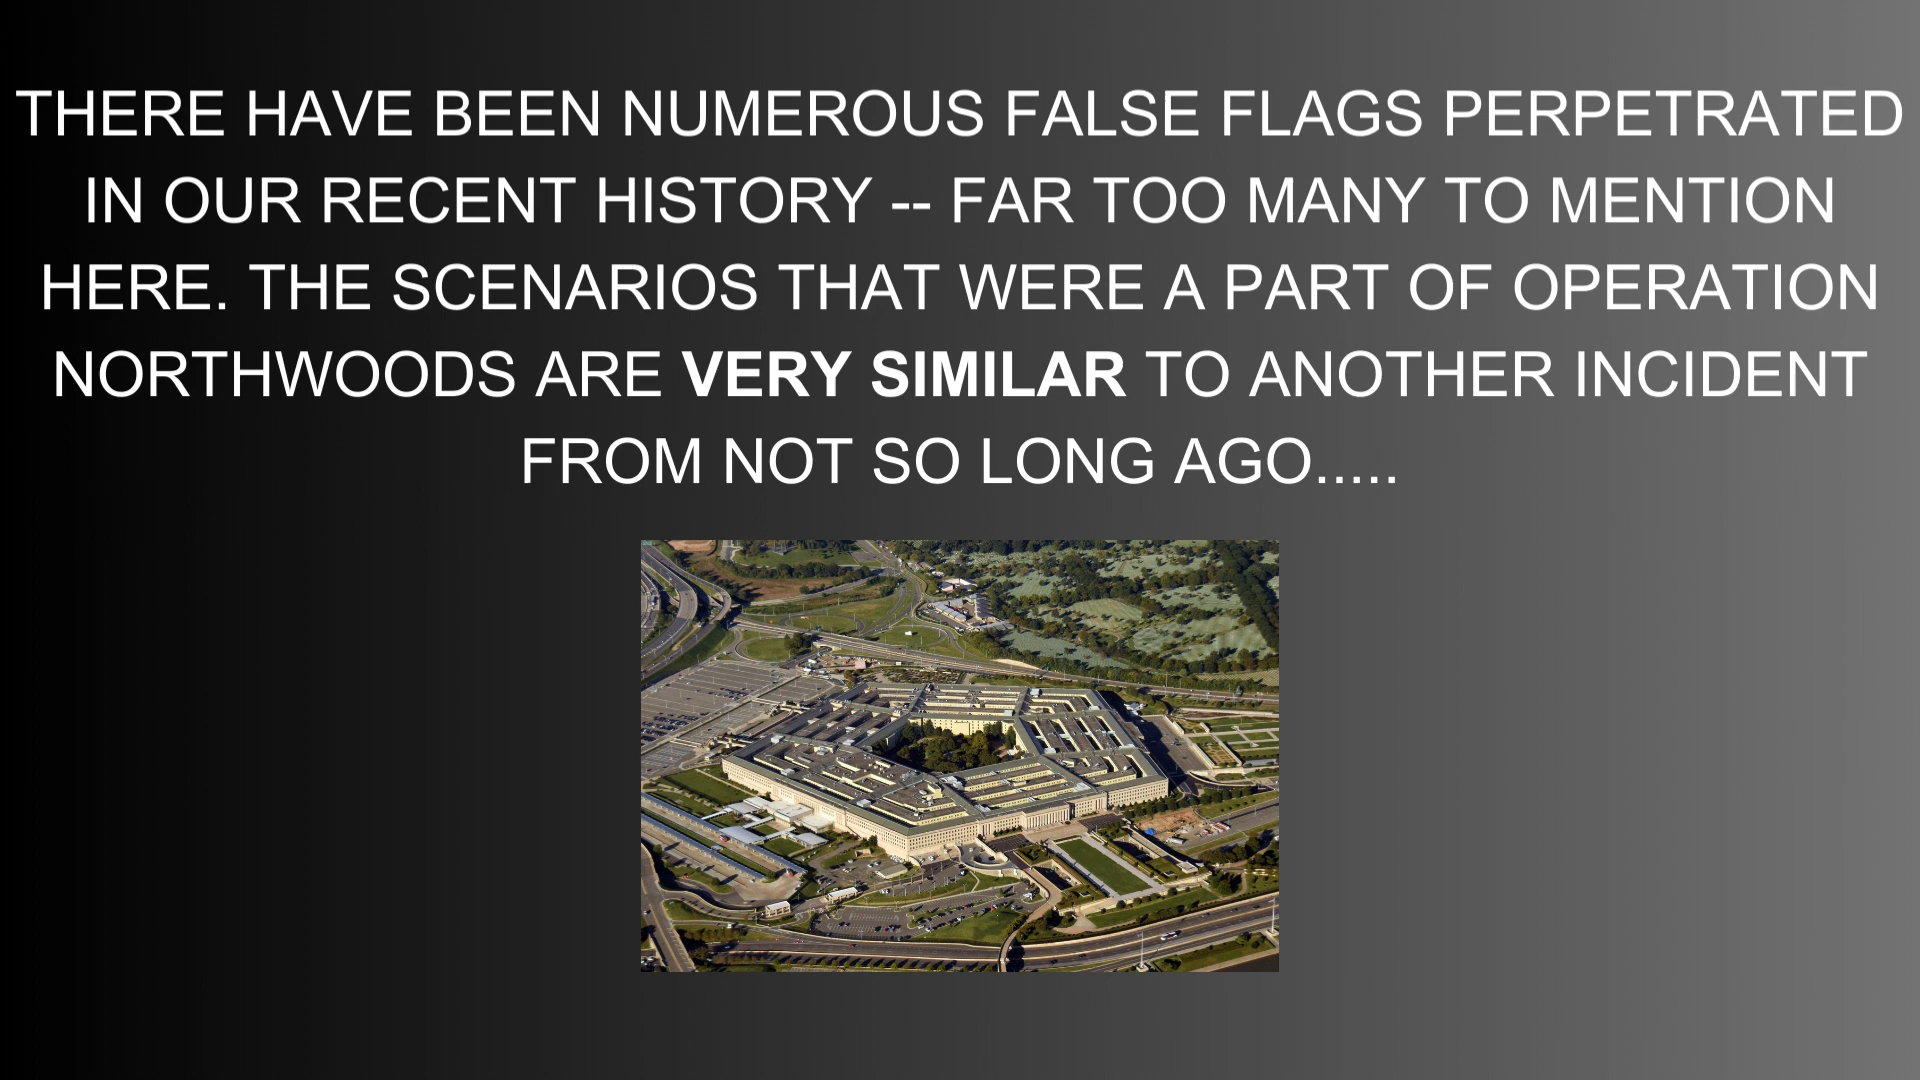 THERE HAVE BEEN NUMEROUS FALSE FLAGS PERPETRATED
IN OUR RECENT HISTORY -- FAR TOO MANY TO MENTION
HERE. THE SCENARIOS THAT WERE A PART OF OPERATION
NORTHWOODS ARE VERY SIMILAR TO ANOTHER INCIDENT
FROM NOT SO LONG AGO.....